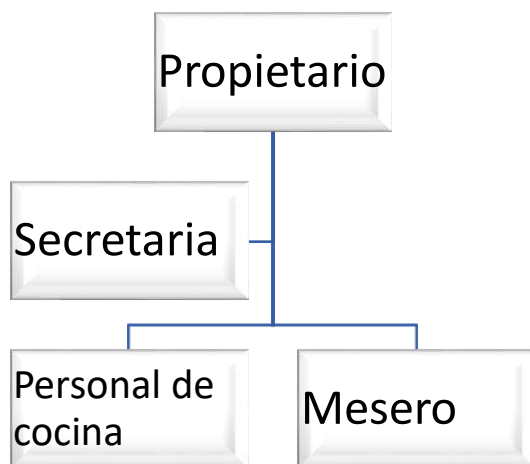 Propietario
Secretaria
Personal de
cocina
Mesero